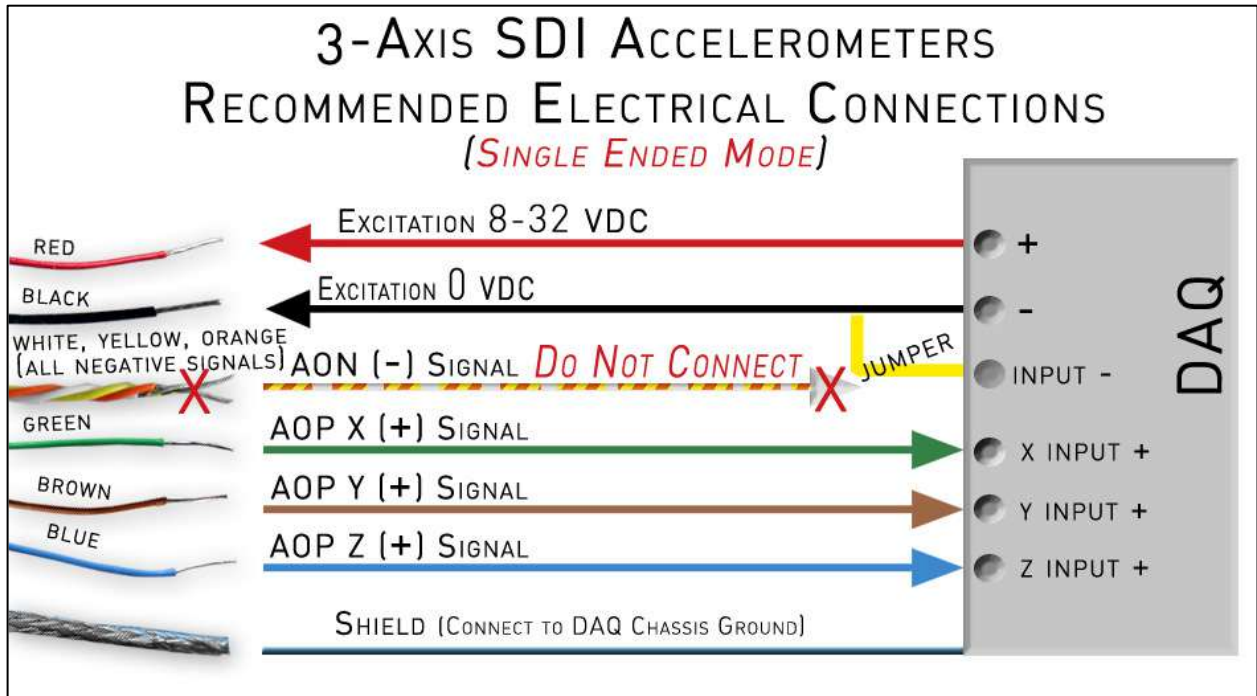 3-AXIS SDI ACCELEROMETERS
RECOMMENDED ELECTRICAL CONNECTIONS
(SINGLE ENDED MODE)
RED
EXCITATION 8-32 VDC
+
BLACK
EXCITATION 0 VDC
-
DAQ
WHITE, YELLOW, ORANGE
(ALL NEGATIVE SIGNALS)
X
AON (-) SIGNAL DO NOT CONNECT
X
JUMPER
INPUT -
GREEN
AOP X (+) SIGNAL
X INPUT +
BROWN
AOP Y (+) SIGNAL
Y INPUT +
BLUE
AOP Z (+) SIGNAL
Z INPUT +
SHIELD (CONNECT TO DAQ CHASSIS GROUND)